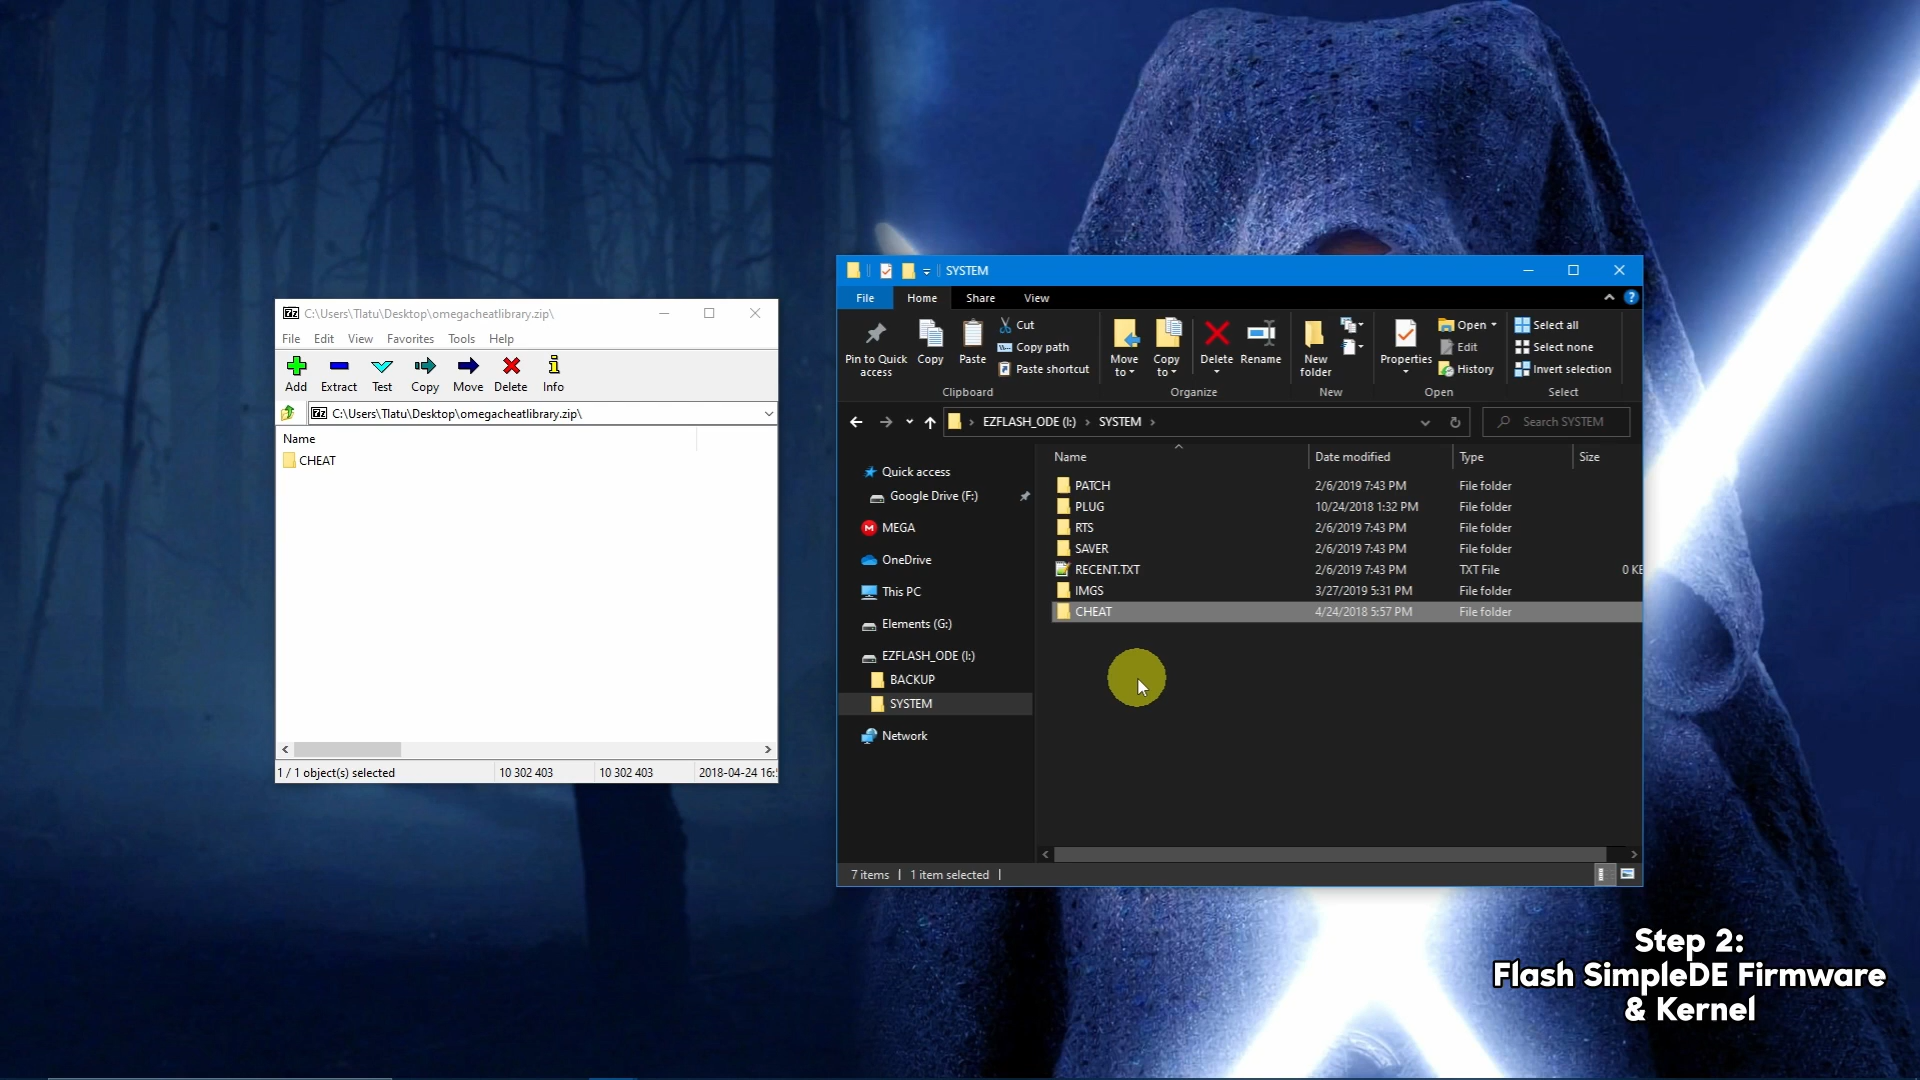 C:\Users\Tlatu\Desktop\omegacheatlibrary.zip\
File Edit View Favorites Tools Help
Add Extract Test Copy Move Delete Info
C:\Users\Tlatu\Desktop\omegacheatlibrary.zip\
Name
CHEAT
1 / 1 object(s) selected 10 302 403 10 302 403 2018-04-24 16:
SYSTEM
File Home Share View
Pin to Quick access
Copy
Paste
Cut
Copy path
Paste shortcut
Clipboard
Move to
Copy to
Delete
Rename
Organize
New folder
New
Properties
Open
Edit
History
Open
Select all
Select none
Invert selection
Select
EZFLASH_ODE (I:) SYSTEM
Search SYSTEM
Quick access
Google Drive (F:)
MEGA
OneDrive
This PC
Elements (G:)
EZFLASH_ODE (I:)
BACKUP
SYSTEM
Network
Name Date modified Type Size
PATCH 2/6/2019 7:43 PM File folder
PLUG 10/24/2018 1:32 PM File folder
RTS 2/6/2019 7:43 PM File folder
SAVER 2/6/2019 7:43 PM File folder
RECENT.TXT 2/6/2019 7:43 PM TXT File 0 KB
IMGS 3/27/2019 5:31 PM File folder
CHEAT 4/24/2018 5:57 PM File folder
7 items 1 item selected
Step 2:
Flash SimpleDE Firmware
& Kernel